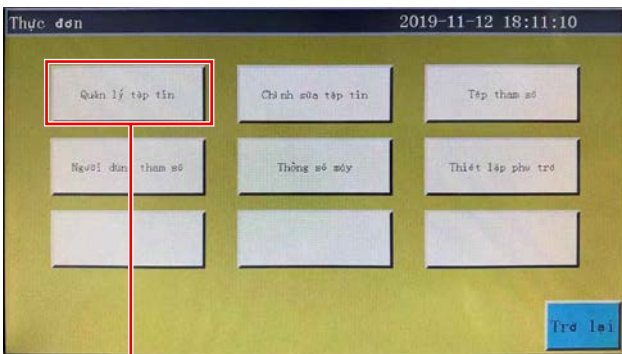 Thực đơn 2019-11-12 18:11:10
Quản lý tập tin Chỉnh sửa tập tin Tệp tham số
Người dùng tham số Thông số máy Thiết lập phụ trợ
Trở lại